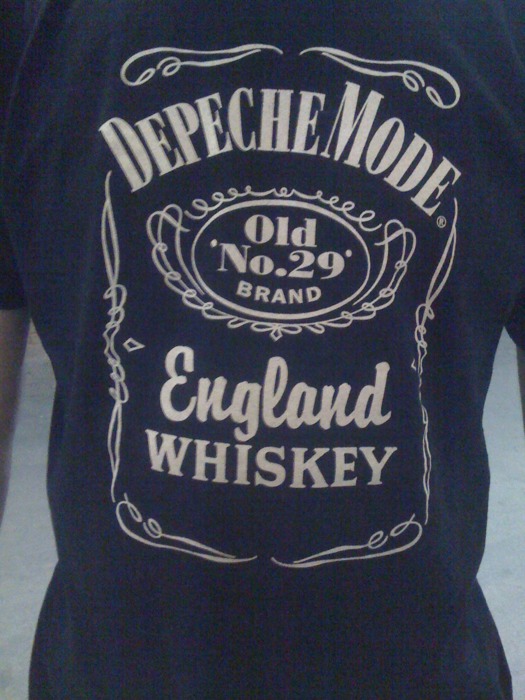 DEPECHE MODE®
Old
'No.29'
BRAND
England
WHISKEY